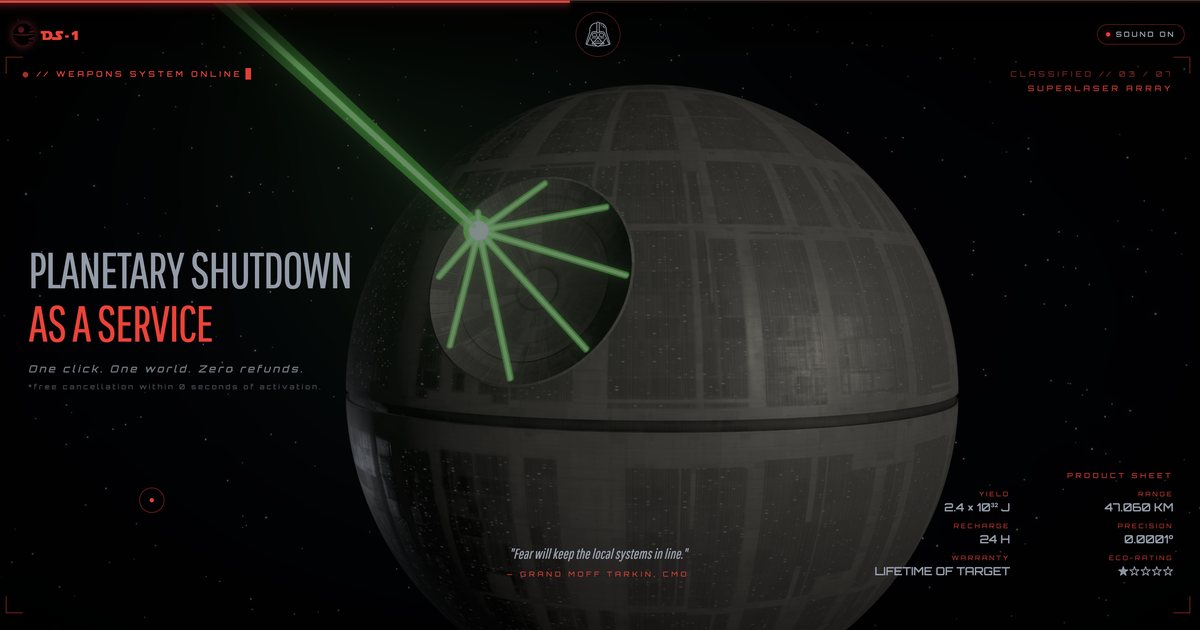 DS-1
SOUND ON
// WEAPONS SYSTEM ONLINE
CLASSIFIED // 03 / 07
SUPERLASER ARRAY
PLANETARY SHUTDOWN
AS A SERVICE
One click. One world. Zero refunds.
*free cancellation within 0 seconds of activation.
PRODUCT SHEET
YIELD
2.4 x 10³² J
RANGE
47.060 KM
RECHARGE
24 H
PRECISION
0.0001°
WARRANTY
LIFETIME OF TARGET
ECO-RATING
★☆☆☆☆
"Fear will keep the local systems in line."
— GRAND MOFF TARKIN, CMO